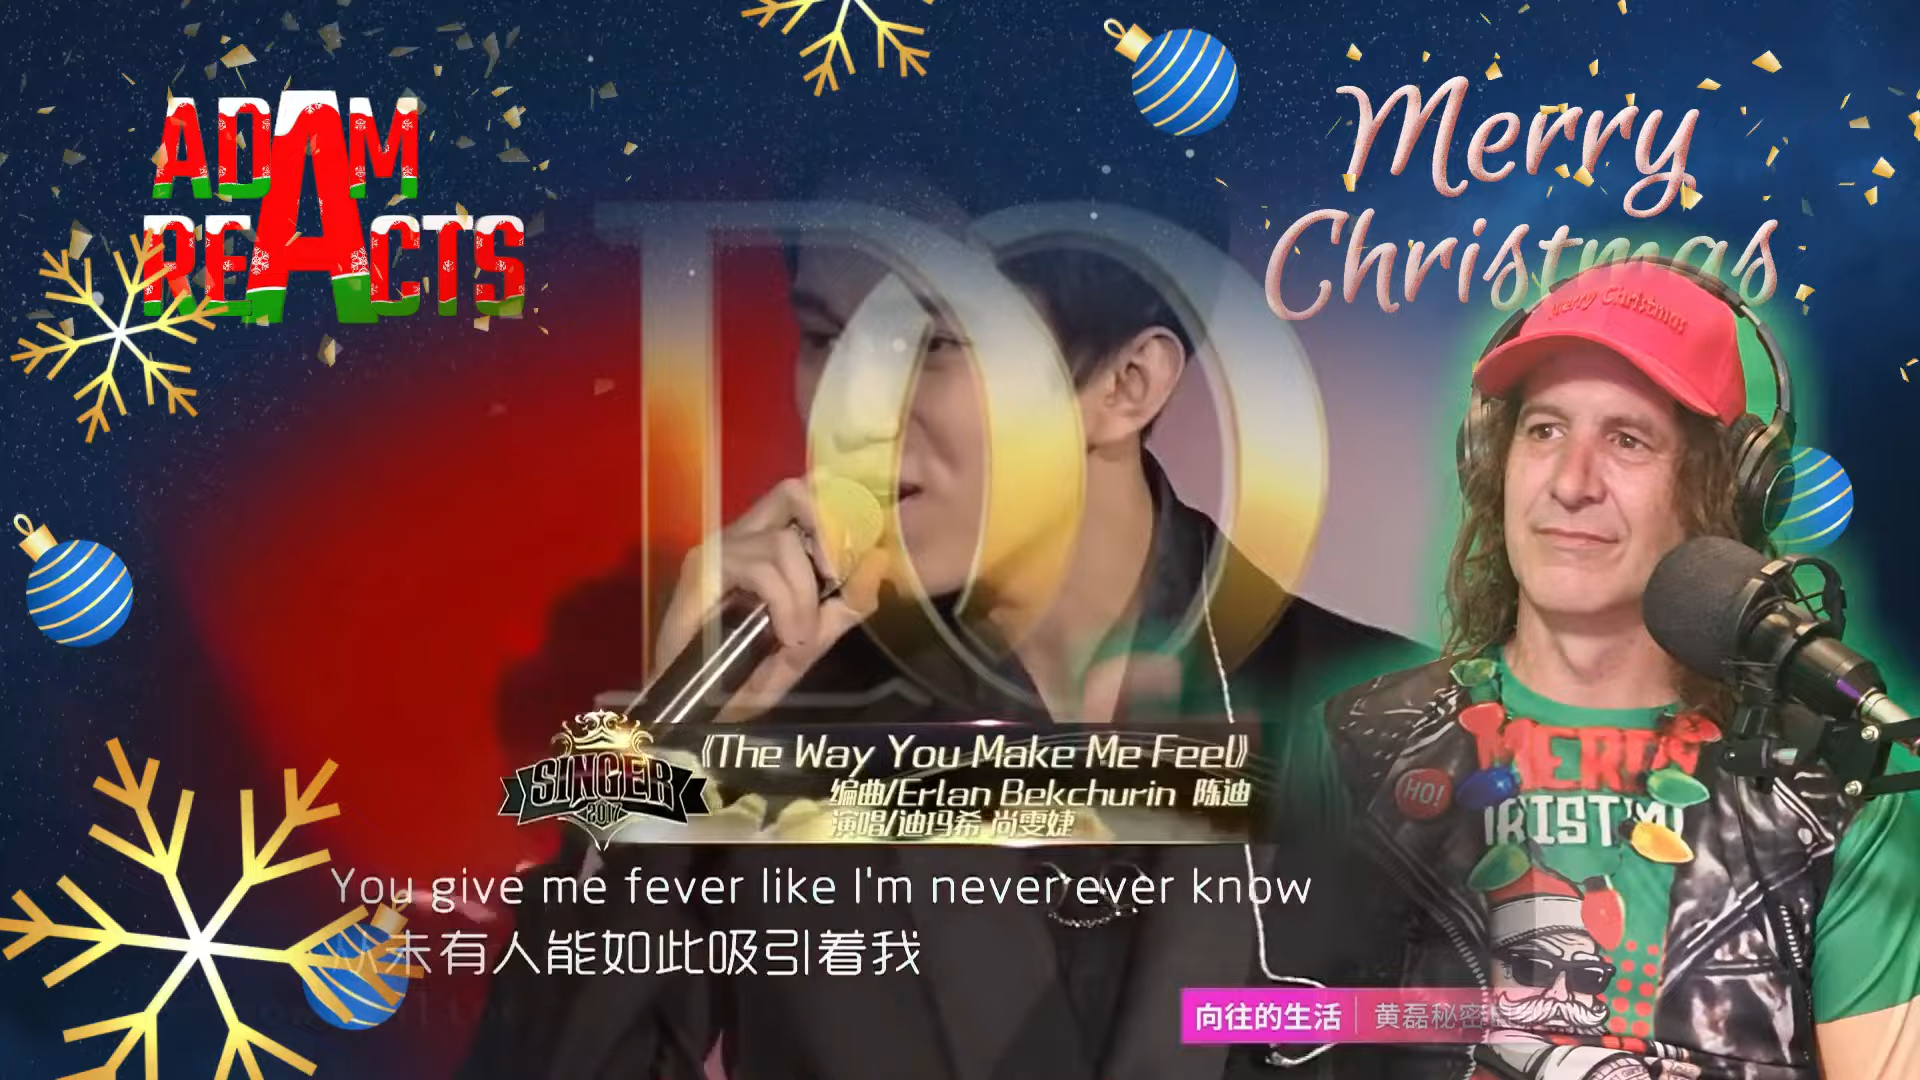 ADAM
REACTS
Merry
Christmas
Merry Christmas
DQ
《The Way You Make Me Feel》
编曲/Erlan Bekchurin 陈迪
演唱/迪玛希 尚雯婕
SINGER
2017
You give me fever like I'm never ever know
从未有人能如此吸引着我
HO!
向往的生活 | 黄磊秘密